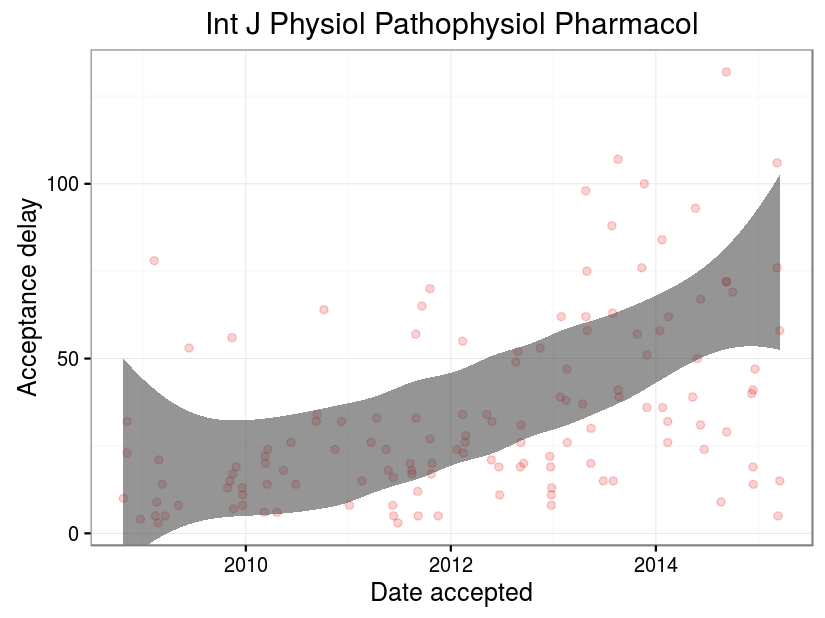 Int J Physiol Pathophysiol Pharmacol
Acceptance delay
100
50
0
2010
2012
2014
Date accepted